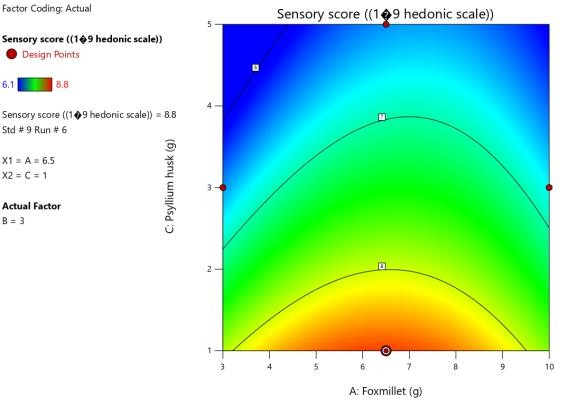 Factor Coding: Actual
Sensory score ((1�9 hedonic scale))
Design Points
6.1 8.8
Sensory score ((1�9 hedonic scale)) = 8.8
Std # 9 Run # 6
X1 = A = 6.5
X2 = C = 1
Actual Factor
B = 3
Sensory score ((1�9 hedonic scale))
C: Psyllium husk (g)
5
4
3
2
1
6
7
8
3 4 5 6 7 8 9 10
A: Foxmillet (g)